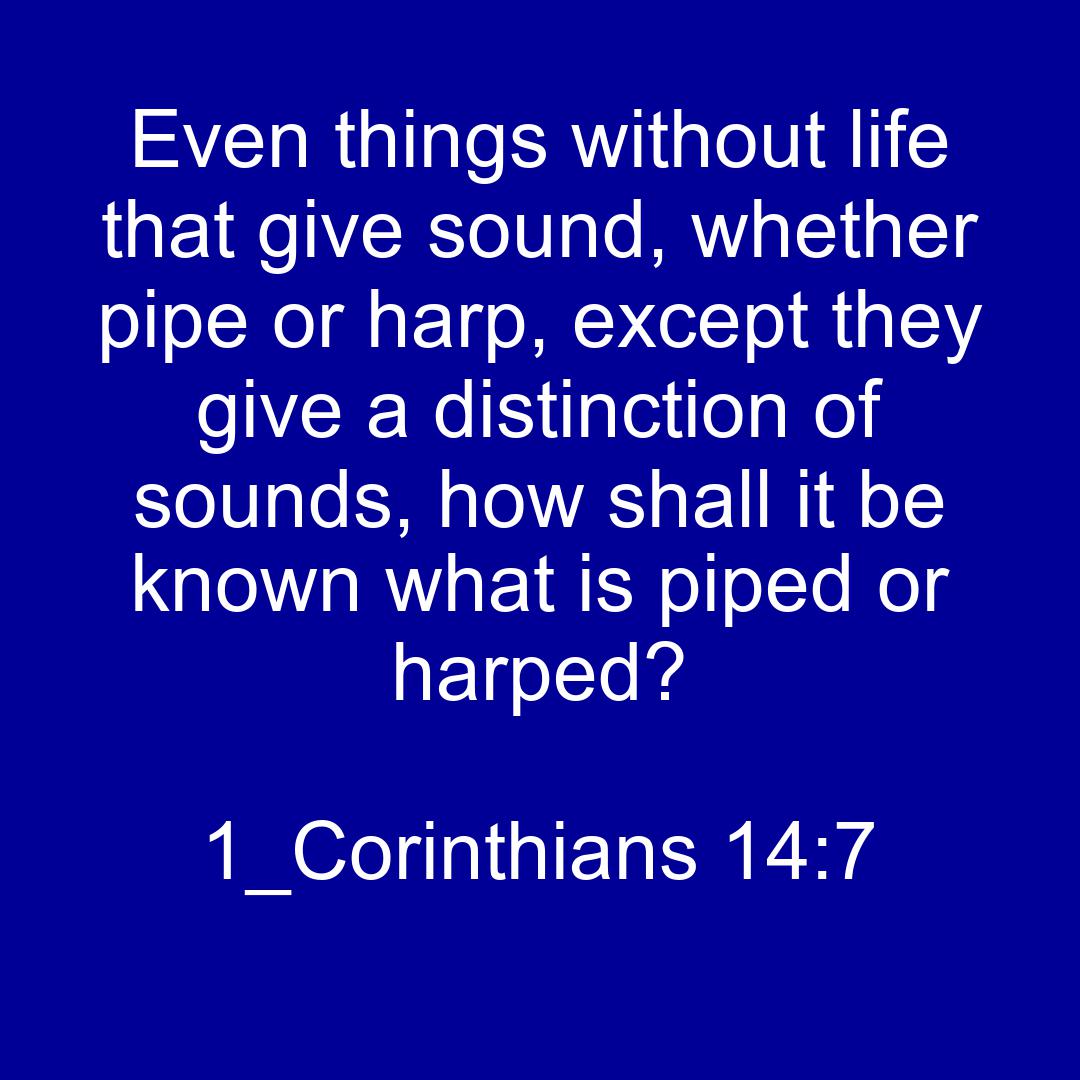 Even things without life
that give sound, whether
pipe or harp, except they
give a distinction of
sounds, how shall it be
known what is piped or
harped?
1_Corinthians 14:7